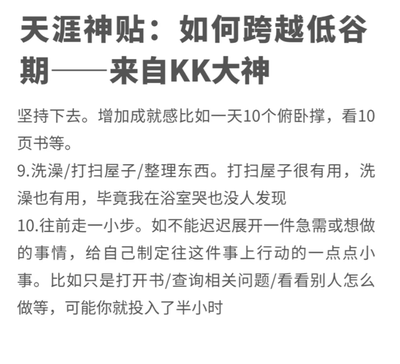 天涯神贴：如何跨越低谷
期——来自KK大神
坚持下去。增加成就感比如一天10个俯卧撑，看10
页书等。
9.洗澡/打扫屋子/整理东西。打扫屋子很有用，洗
澡也有用，毕竟我在浴室哭也没人发现
10.往前走一小步。如不能迟迟展开一件急需或想做
的事情，给自己制定往这件事上行动的一点点小
事。比如只是打开书/查询相关问题/看看别人怎么
做等，可能你就投入了半小时